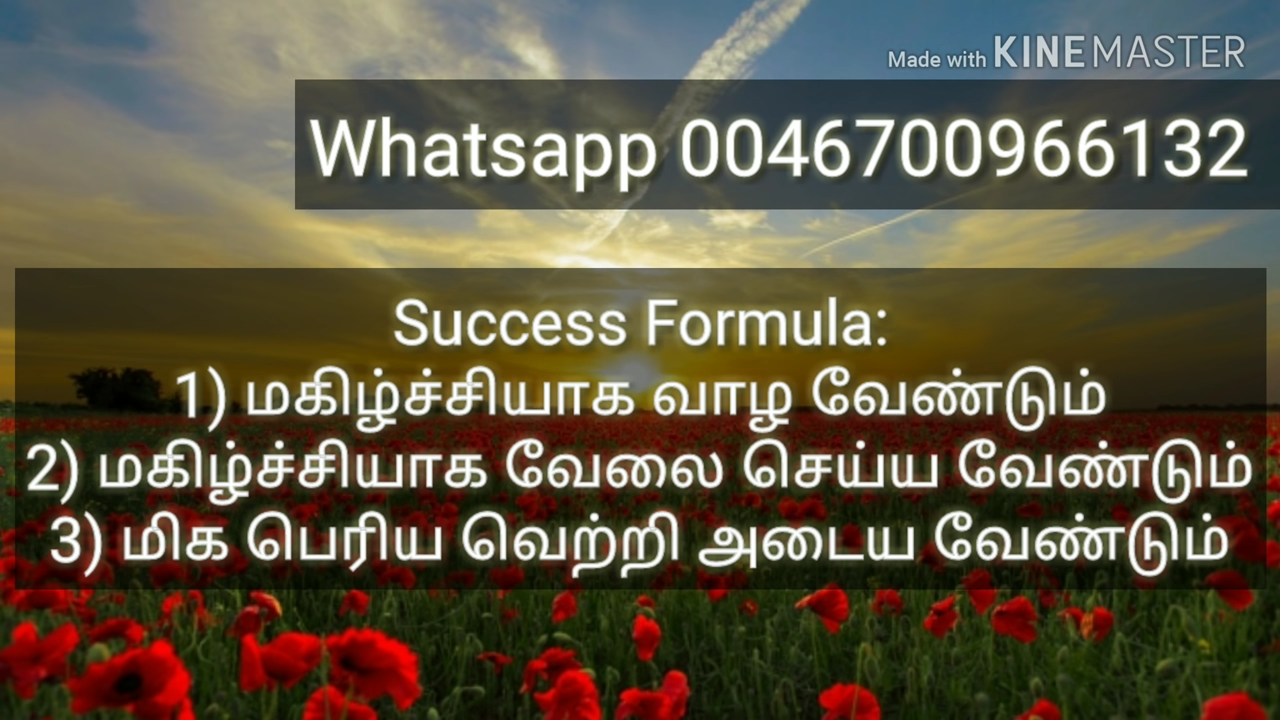 Made with KINEMASTER
Whatsapp 0046700966132
Success Formula:
1) மகிழ்ச்சியாக வாழ வேண்டும்
2) மகிழ்ச்சியாக வேலை செய்ய வேண்டும்
3) மிக பெரிய வெற்றி அடைய வேண்டும்